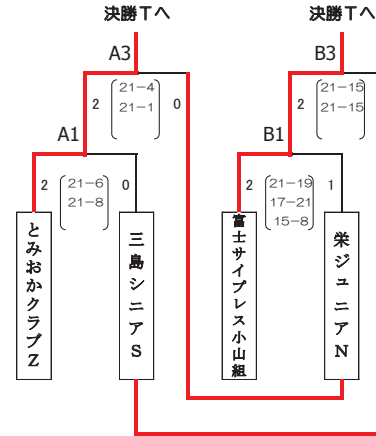 決勝Tへ 決勝Tへ
A3 B3
2 21-4 0 2 21-15
21-1 21-15
A1 B1
2 21-6 0 2 21-19 1
21-8 17-21
15-8
とみおかクラブZ
三島シニアS
富士サイプレス小山組
栄ジュニアN